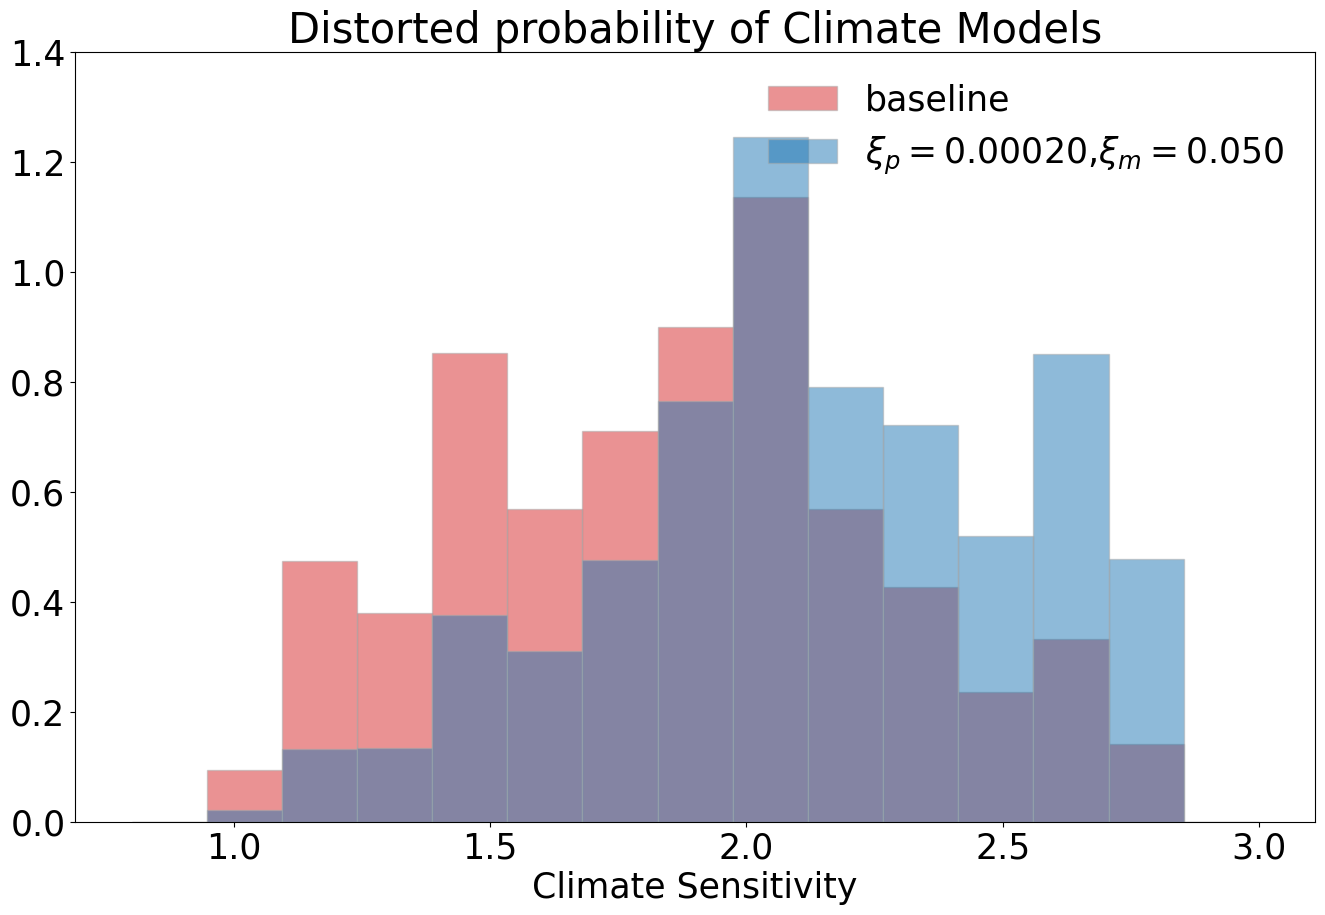 Distorted probability of Climate Models
1.4
1.2
1.0
0.8
0.6
0.4
0.2
0.0
baseline
ξp = 0.00020,ξm = 0.050
1.0 1.5 2.0 2.5 3.0
Climate Sensitivity